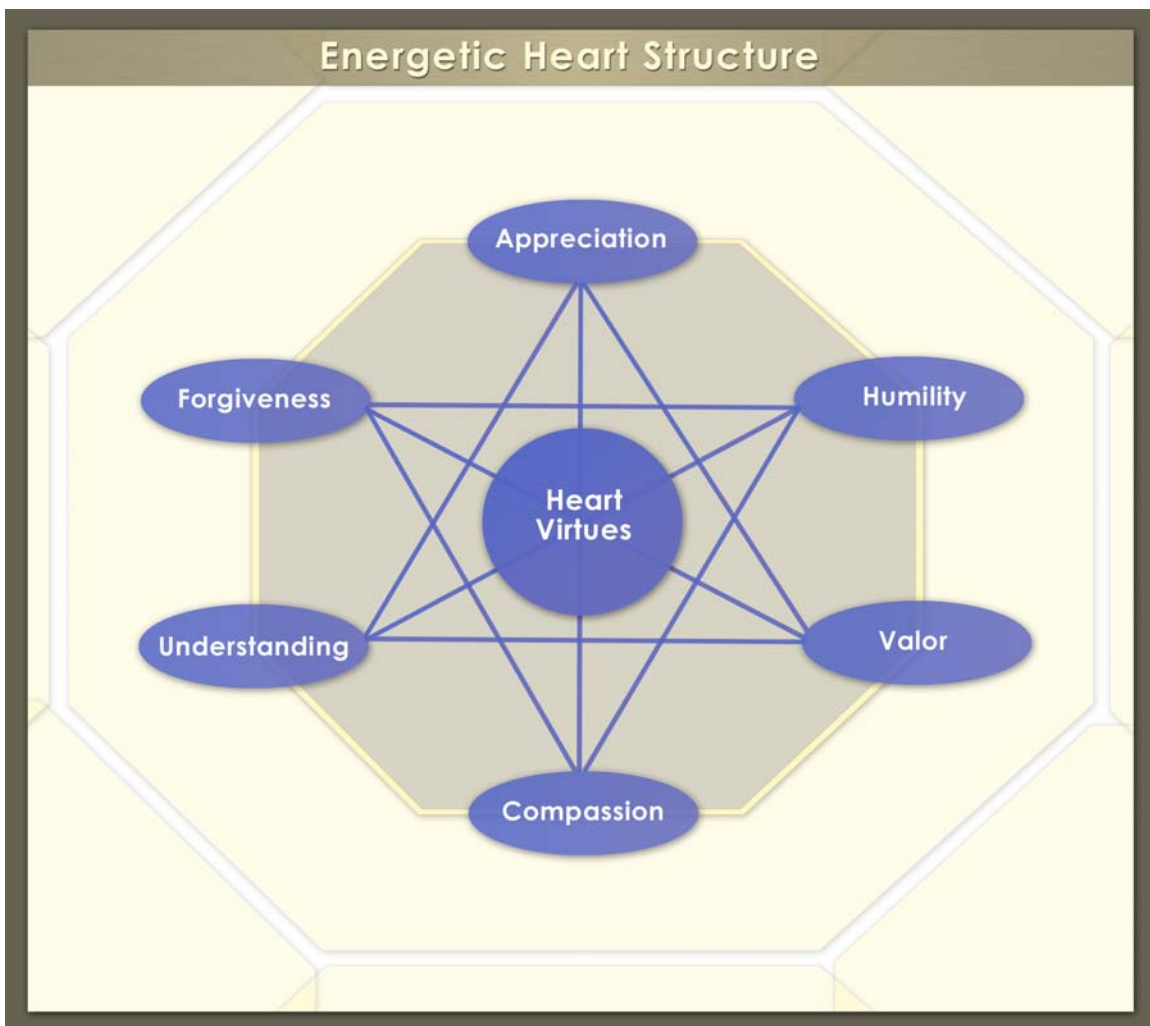 Energetic Heart Structure
Appreciation
Forgiveness
Humility
Heart
Virtues
Understanding
Valor
Compassion